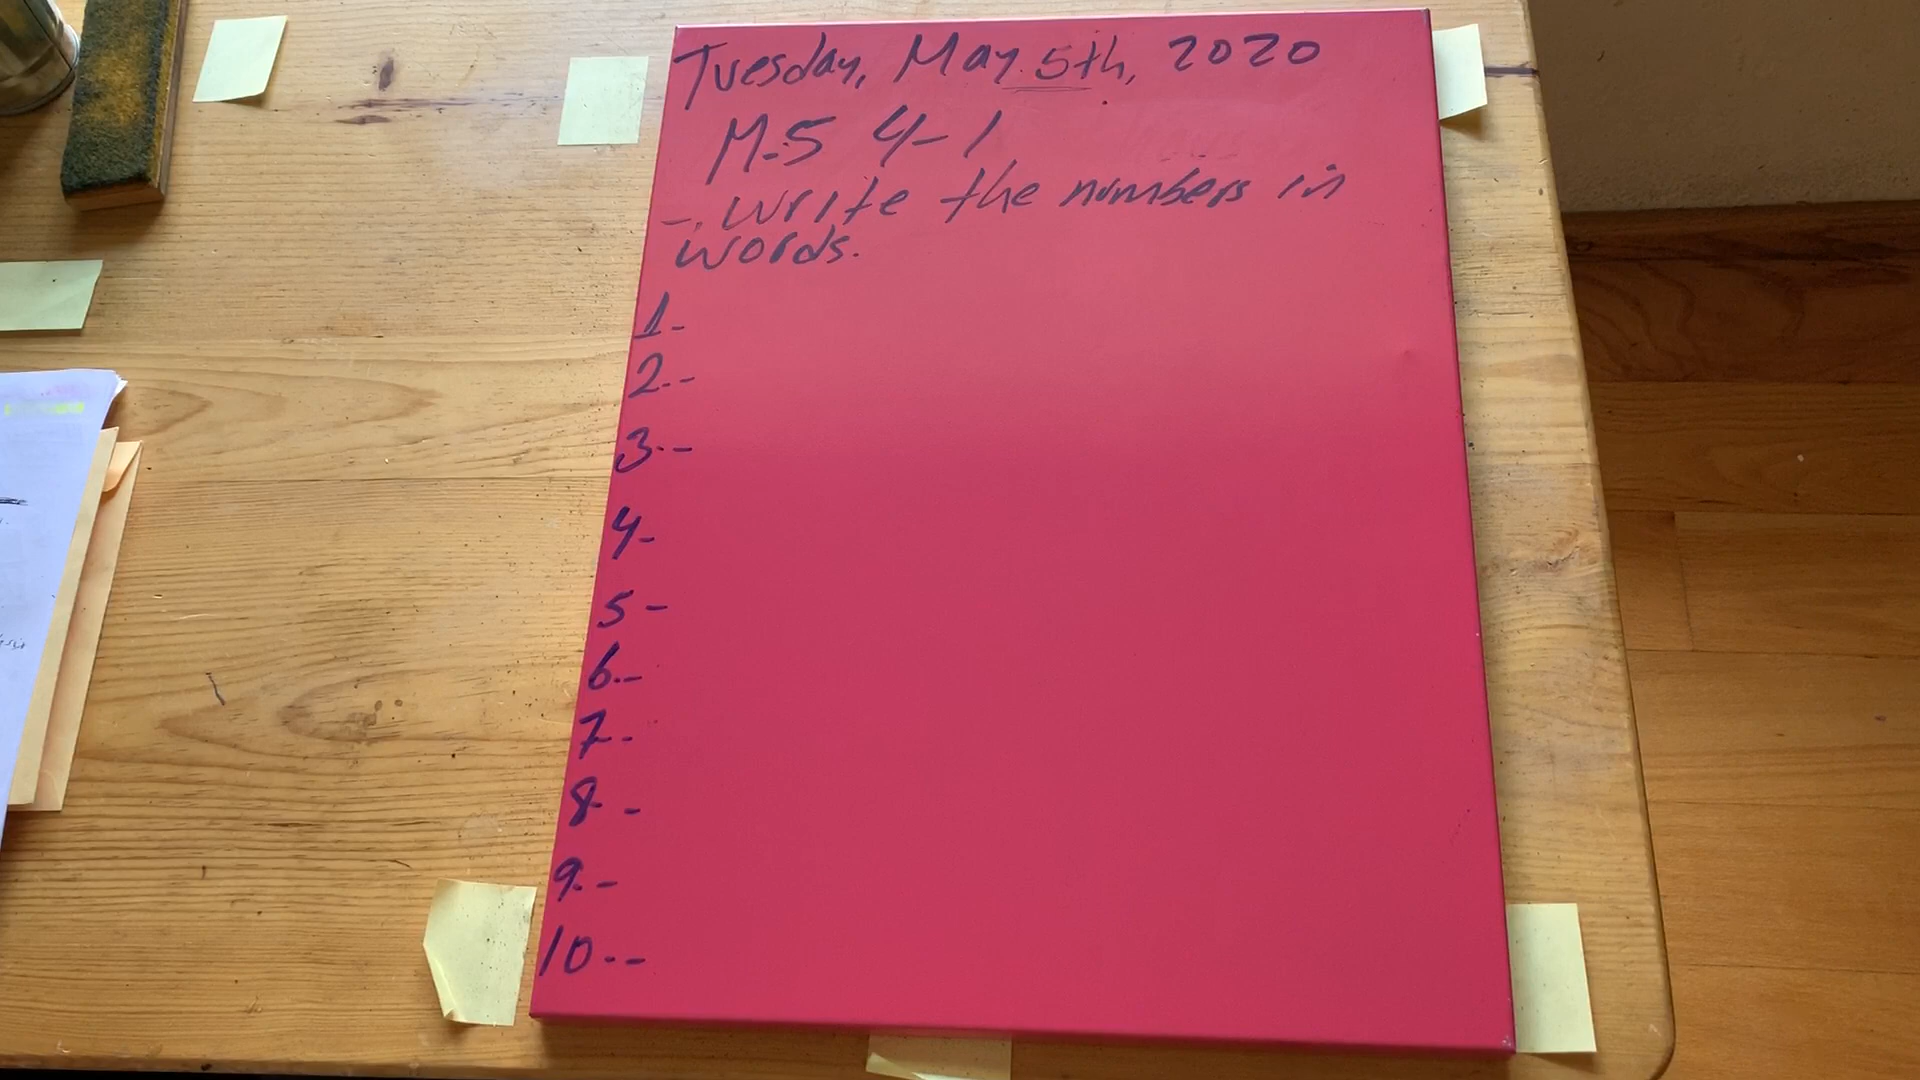 Tuesday, May 5th, 2020
M-5 4-1
-. Write the numbers in
words.
1.-
2.-
3.-
4.-
5-
6.-
7.-
8.-
9.-
10.-